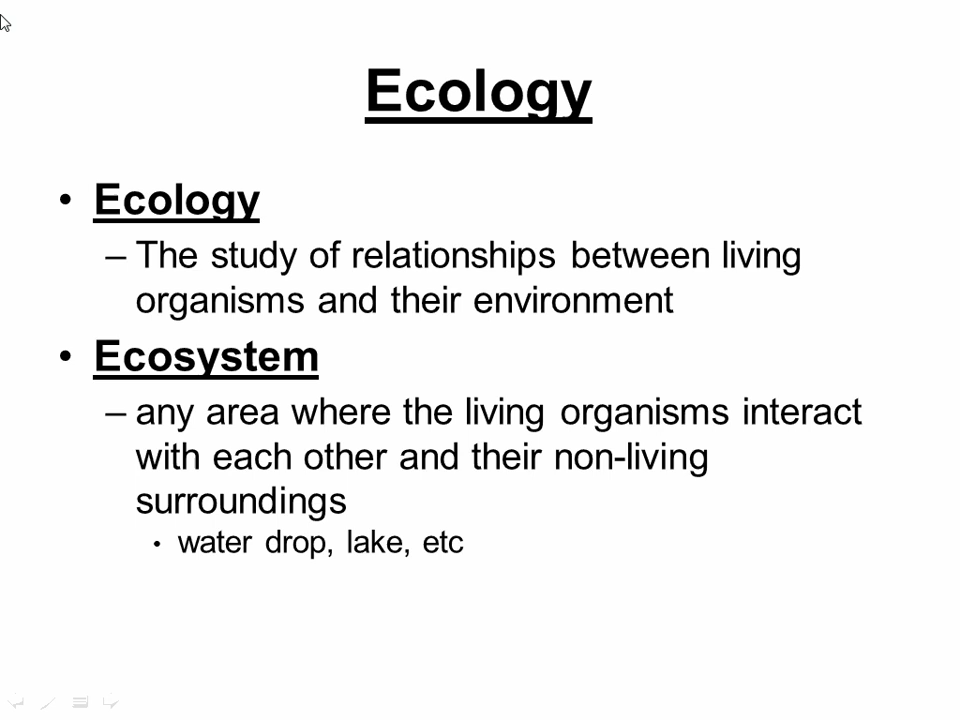 Ecology
• Ecology
– The study of relationships between living
organisms and their environment
• Ecosystem
– any area where the living organisms interact
with each other and their non-living
surroundings
• water drop, lake, etc